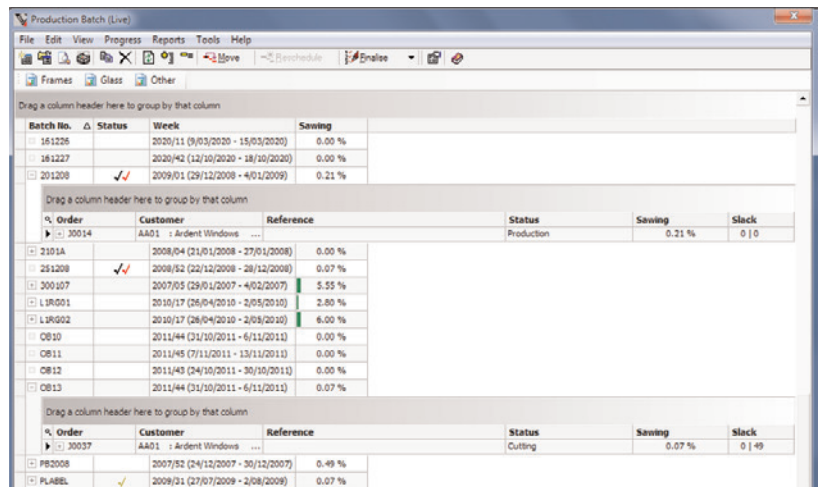 Production Batch (Live)
File Edit View Progress Reports Tools Help
Move Reschedule Finalise
Frames Glass Other
Drag a column header here to group by that column
Batch No. Status Week Sawing
161226 2020/11 (9/03/2020 - 15/03/2020) 0.00 %
161227 2020/42 (12/10/2020 - 18/10/2020) 0.00 %
201208 2009/01 (29/12/2008 - 4/01/2009) 0.21 %
Drag a column header here to group by that column
Order Customer Reference Status Sawing Slack
J0014 AA01 : Ardent Windows ... Production 0.21 % 0 | 0
2101A 2008/04 (21/01/2008 - 27/01/2008) 0.00 %
251208 2008/52 (22/12/2008 - 28/12/2008) 0.07 %
300107 2007/05 (29/01/2007 - 4/02/2007) 5.55 %
L1RG01 2010/17 (26/04/2010 - 2/05/2010) 2.80 %
L1RG02 2010/17 (26/04/2010 - 2/05/2010) 6.00 %
OB10 2011/44 (31/10/2011 - 6/11/2011) 0.00 %
OB11 2011/45 (7/11/2011 - 13/11/2011) 0.00 %
OB12 2011/43 (24/10/2011 - 30/10/2011) 0.00 %
OB13 2011/44 (31/10/2011 - 6/11/2011) 0.07 %
Drag a column header here to group by that column
Order Customer Reference Status Sawing Slack
J0037 AA01 : Ardent Windows ... Cutting 0.07 % 0 | 49
PB2008 2007/52 (24/12/2007 - 30/12/2007) 0.49 %
PLABEL 2009/31 (27/07/2009 - 2/08/2009) 0.07 %